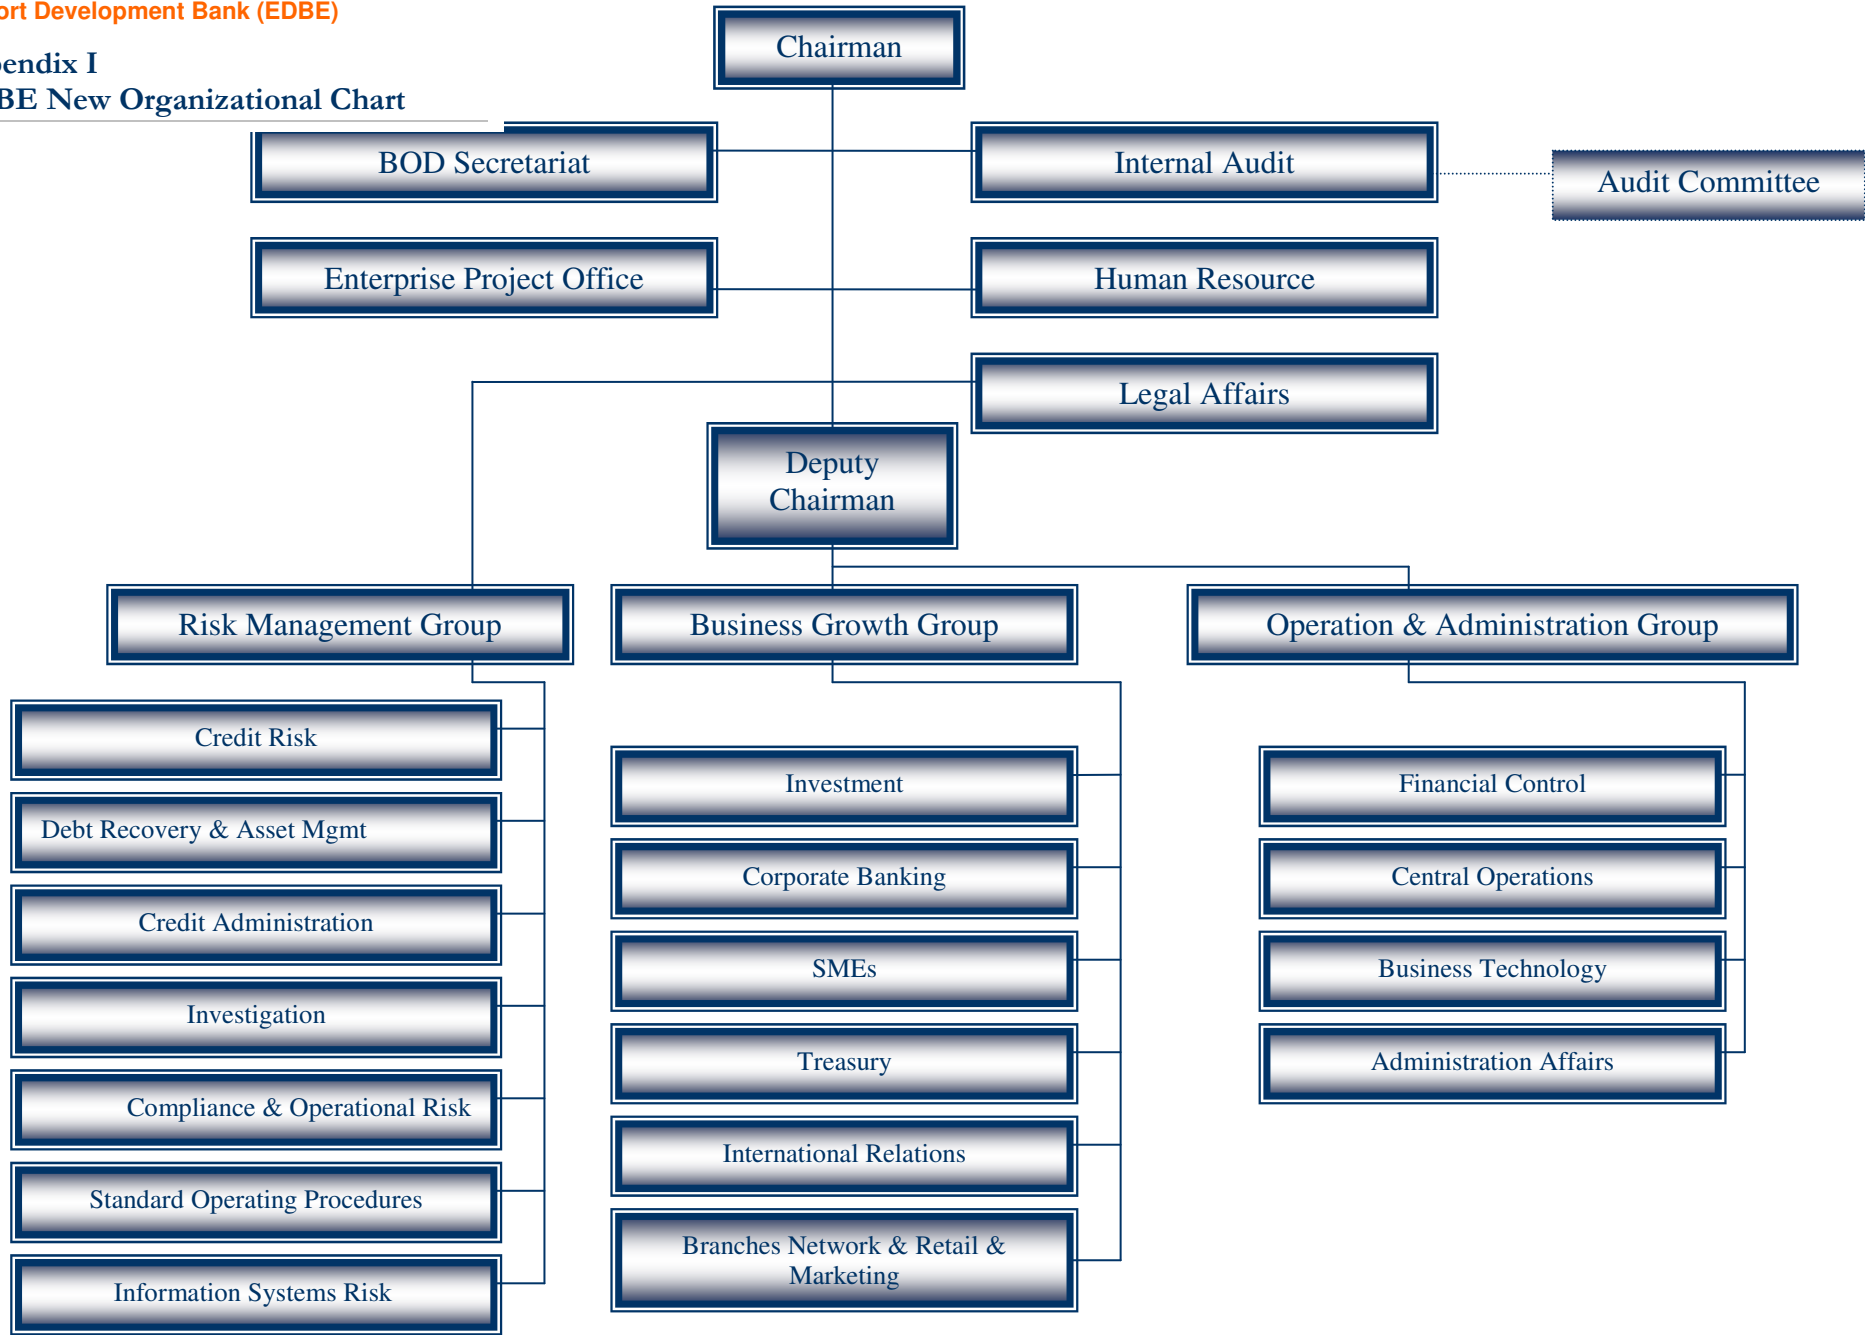 ort Development Bank (EDBE)
endix I
BE New Organizational Chart
Chairman
BOD Secretariat
Internal Audit
Audit Committee
Enterprise Project Office
Human Resource
Legal Affairs
Deputy
Chairman
Risk Management Group
Business Growth Group
Operation & Administration Group
Credit Risk
Debt Recovery & Asset Mgmt
Credit Administration
Investigation
Compliance & Operational Risk
Standard Operating Procedures
Information Systems Risk
Investment
Corporate Banking
SMEs
Treasury
International Relations
Branches Network & Retail &
Marketing
Financial Control
Central Operations
Business Technology
Administration Affairs